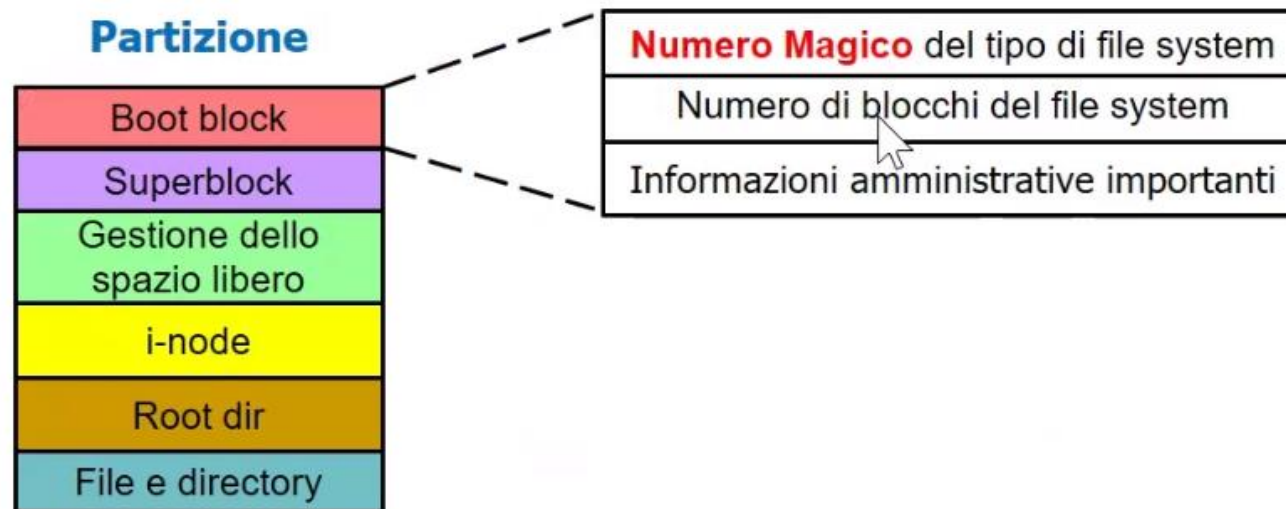 Partizione
Boot block
Superblock
Gestione dello
spazio libero
i-node
Root dir
File e directory
Numero Magico del tipo di file system
Numero di blocchi del file system
Informazioni amministrative importanti